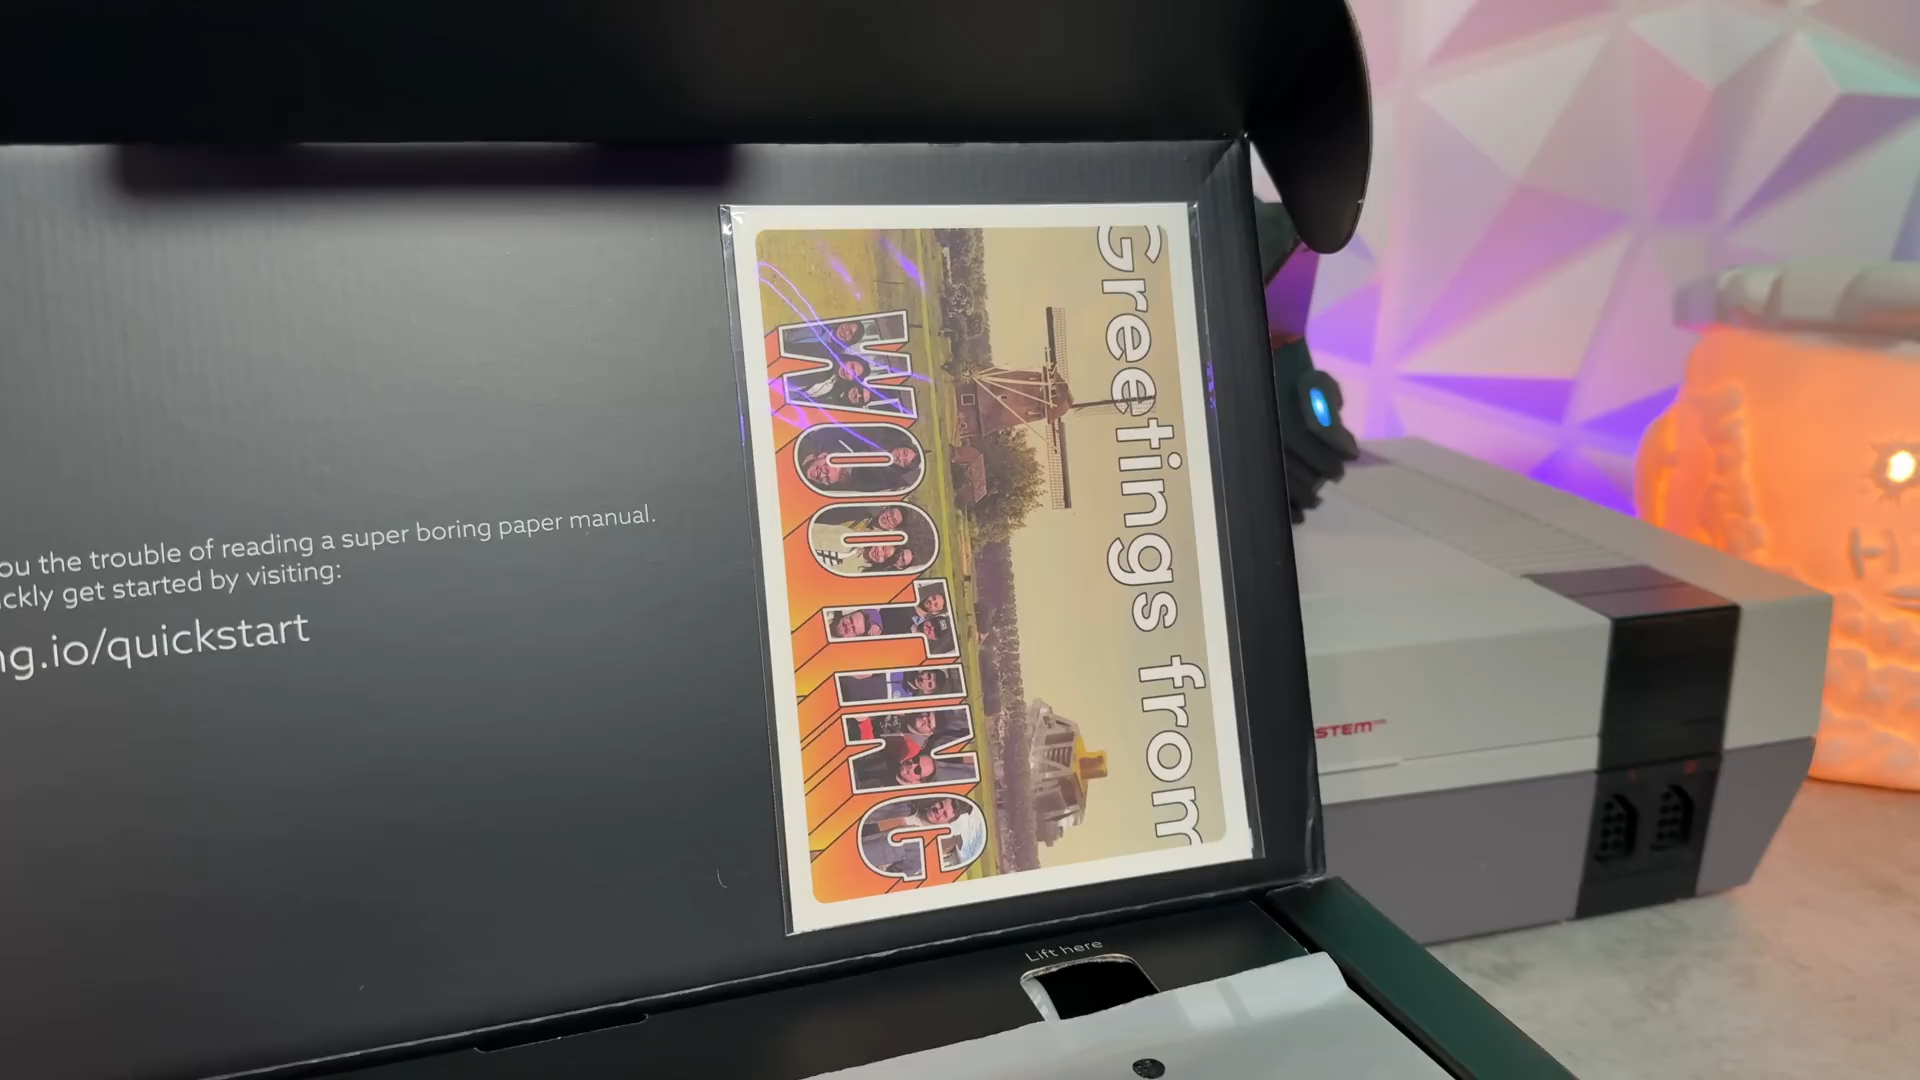 ou the trouble of reading a super boring paper manual.
ckly get started by visiting:
ng.io/quickstart
Greetings from
WOOTING
Lift here
STEM